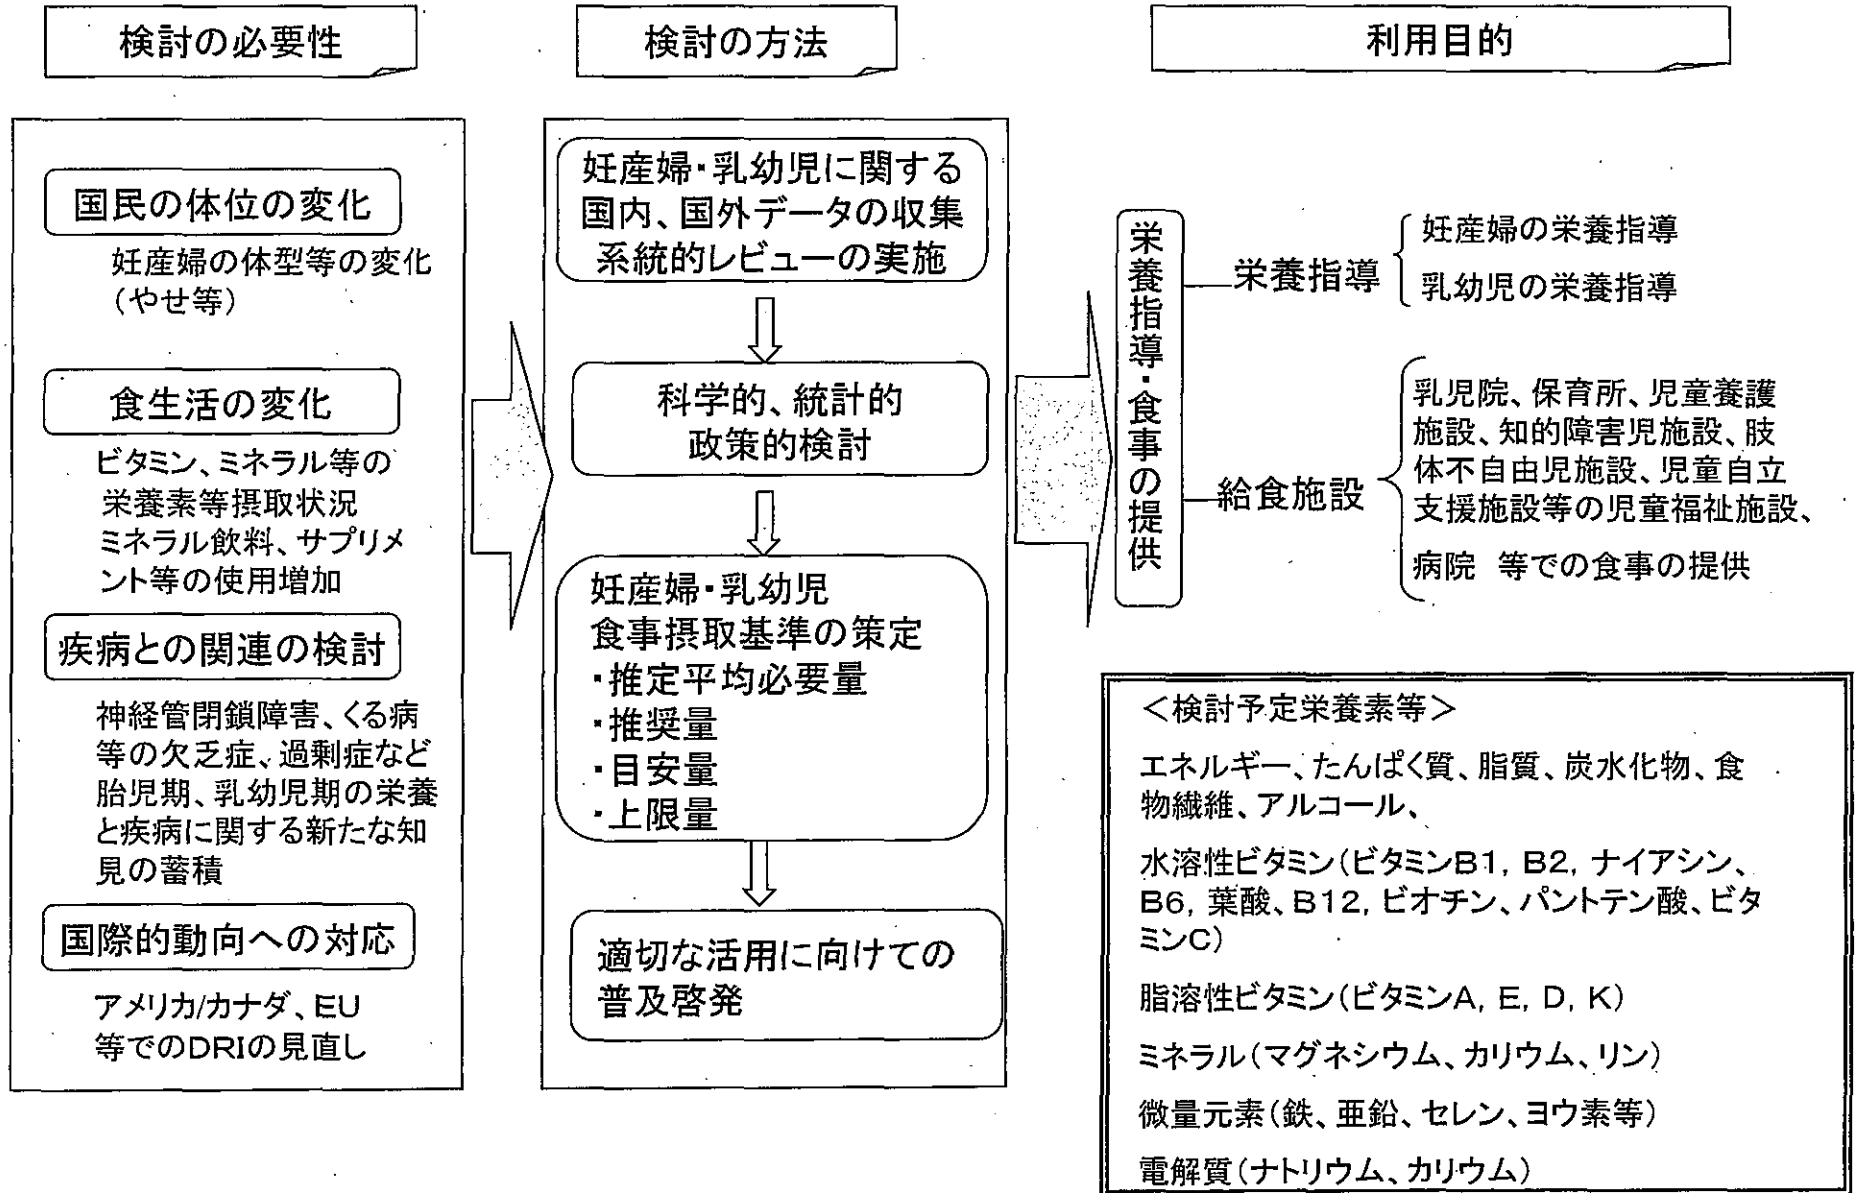 検討の必要性
国民の体位の変化
妊産婦の体型等の変化
(やせ等)
食生活の変化
ビタミン、ミネラル等の
栄養素等摂取状況
ミネラル飲料、サプリメ
ント等の使用増加
疾病との関連の検討
神経管閉鎖障害、くる病
等の欠乏症、過剰症など
胎児期、乳幼児期の栄養
と疾病に関する新たな知
見の蓄積
国際的動向への対応
アメリカ/カナダ、EU
等でのDRIの見直し
検討の方法
妊産婦・乳幼児に関する
国内、国外データの収集
系統的レビューの実施
科学的、統計的
政策的検討
妊産婦・乳幼児
食事摂取基準の策定
・推定平均必要量
・推奨量
・目安量
・上限量
適切な活用に向けての
普及啓発
利用目的
栄養指導・食事の提供
栄養指導
妊産婦の栄養指導
乳幼児の栄養指導
給食施設
乳児院、保育所、児童養護
施設、知的障害児施設、肢
体不自由児施設、児童自立
支援施設等の児童福祉施設、
病院 等での食事の提供
<検討予定栄養素等>
エネルギー、たんぱく質、脂質、炭水化物、食
物繊維、アルコール、
水溶性ビタミン(ビタミンB1, B2, ナイアシン、
B6, 葉酸、B12, ビオチン、パントテン酸、ビタ
ミンC)
脂溶性ビタミン(ビタミンA, E, D, K)
ミネラル(マグネシウム、カリウム、リン)
微量元素(鉄、亜鉛、セレン、ヨウ素等)
電解質(ナトリウム、カリウム)